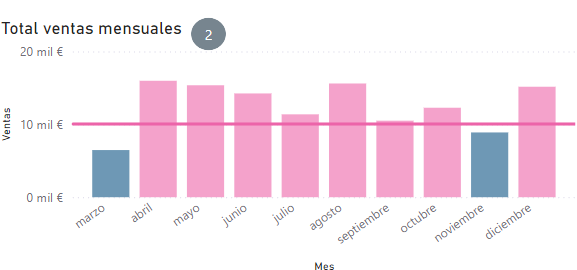 Total ventas mensuales
2
20 mil €
10 mil €
0 mil €
Ventas
marzo
abril
mayo
junio
julio
agosto
septiembre
octubre
noviembre
diciembre
Mes